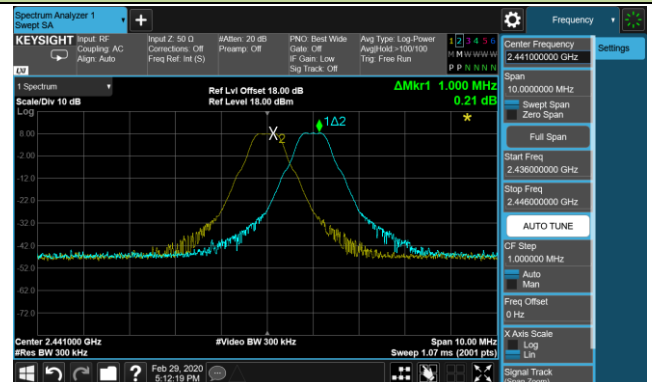 Spectrum Analyzer 1
Swept SA
+
Frequency
KEYSIGHT
Input: RF
Coupling: AC
Align: Auto
Input Z: 50 Ω
Corrections: Off
Freq Ref: Int (S)
#Atten: 20 dB
Preamp: Off
PNO: Best Wide
Gate: Off
IF Gain: Low
Sig Track: Off
Avg Type: Log-Power
Avg|Hold:>100/100
Trig: Free Run
1 2 3 4 5 6
M M W W W W
P P N N N N
LXI
Center Frequency
2.441000000 GHz
Settings
Span
10.0000000 MHz
Swept Span
Zero Span
Full Span
Start Freq
2.436000000 GHz
Stop Freq
2.446000000 GHz
AUTO TUNE
CF Step
1.000000 MHz
Auto
Man
Freq Offset
0 Hz
X Axis Scale
Log
Lin
Signal Track
(Span Zoom)
1 Spectrum
Scale/Div 10 dB
Ref Lvl Offset 18.00 dB
Ref Level 18.00 dBm
ΔMkr1 1.000 MHz
0.21 dB
Log
*
1Δ2
X2
8.00
-2.00
-12.0
-22.0
-32.0
-42.0
-52.0
-62.0
-72.0
Center 2.441000 GHz
#Res BW 300 kHz
#Video BW 300 kHz
Span 10.00 MHz
Sweep 1.07 ms (2001 pts)
?
Feb 29, 2020
5:12:19 PM